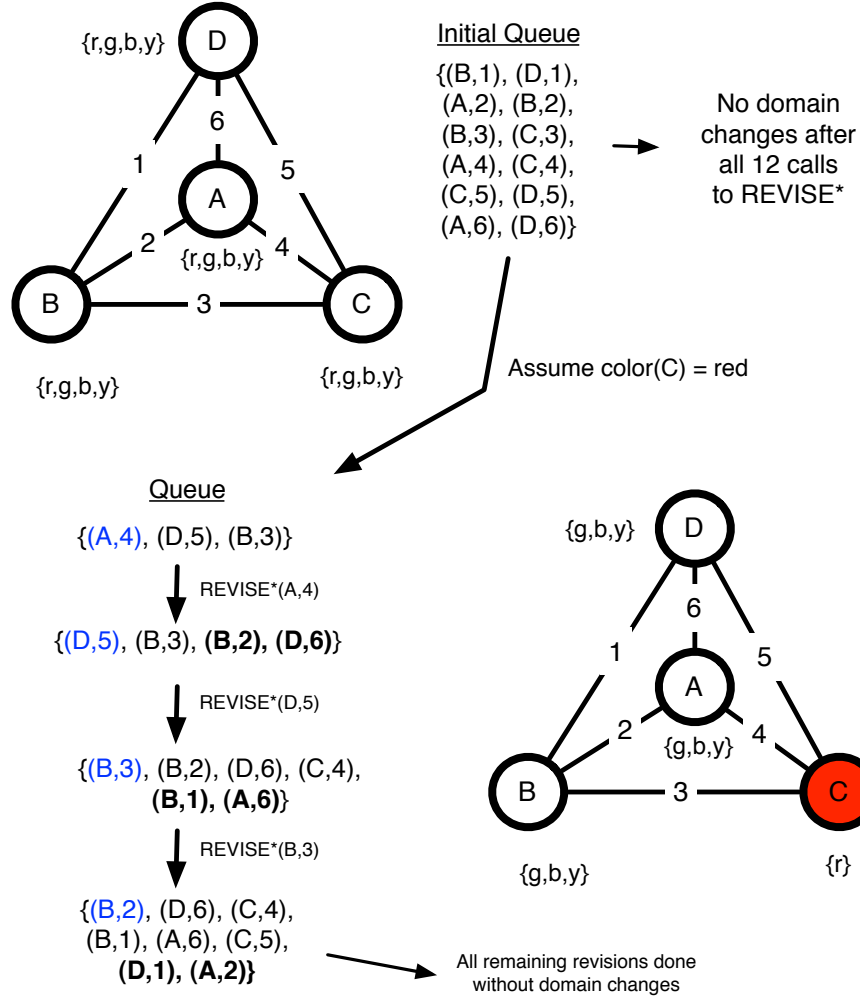 D
{r,g,b,y}
6
1
5
A
2
4
{r,g,b,y}
B
3
C
{r,g,b,y}
{r,g,b,y}
Initial Queue
{(B,1), (D,1),
(A,2), (B,2),
(B,3), (C,3),
(A,4), (C,4),
(C,5), (D,5),
(A,6), (D,6)}
No domain
changes after
all 12 calls
to REVISE*
Assume color(C) = red
Queue
{(A,4), (D,5), (B,3)}
REVISE*(A,4)
{(D,5), (B,3), (B,2), (D,6)}
REVISE*(D,5)
{(B,3), (B,2), (D,6), (C,4),
(B,1), (A,6)}
REVISE*(B,3)
{(B,2), (D,6), (C,4),
(B,1), (A,6), (C,5),
(D,1), (A,2)}
All remaining revisions done
without domain changes
D
{g,b,y}
6
1
5
A
2
4
{g,b,y}
B
3
C
{g,b,y}
{r}